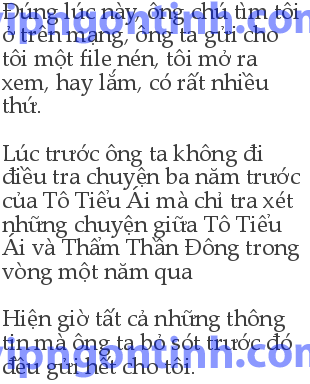 Đúng lúc này, ông chú tìm tôi
ở trên mạng, ông ta gửi cho
tôi một file nén, tôi mở ra
xem, hay lắm, có rất nhiều
thứ.
Lúc trước ông ta không đi
điều tra chuyện ba năm trước
của Tô Tiểu Ái mà chỉ tra xét
những chuyện giữa Tô Tiểu
Ái và Thẩm Thần Đông trong
vòng một năm qua
Hiện giờ tất cả những thông
tin mà ông ta bỏ sót trước đó
đều gửi hết cho tôi.
vipngontinh.com
vipngontinh.com